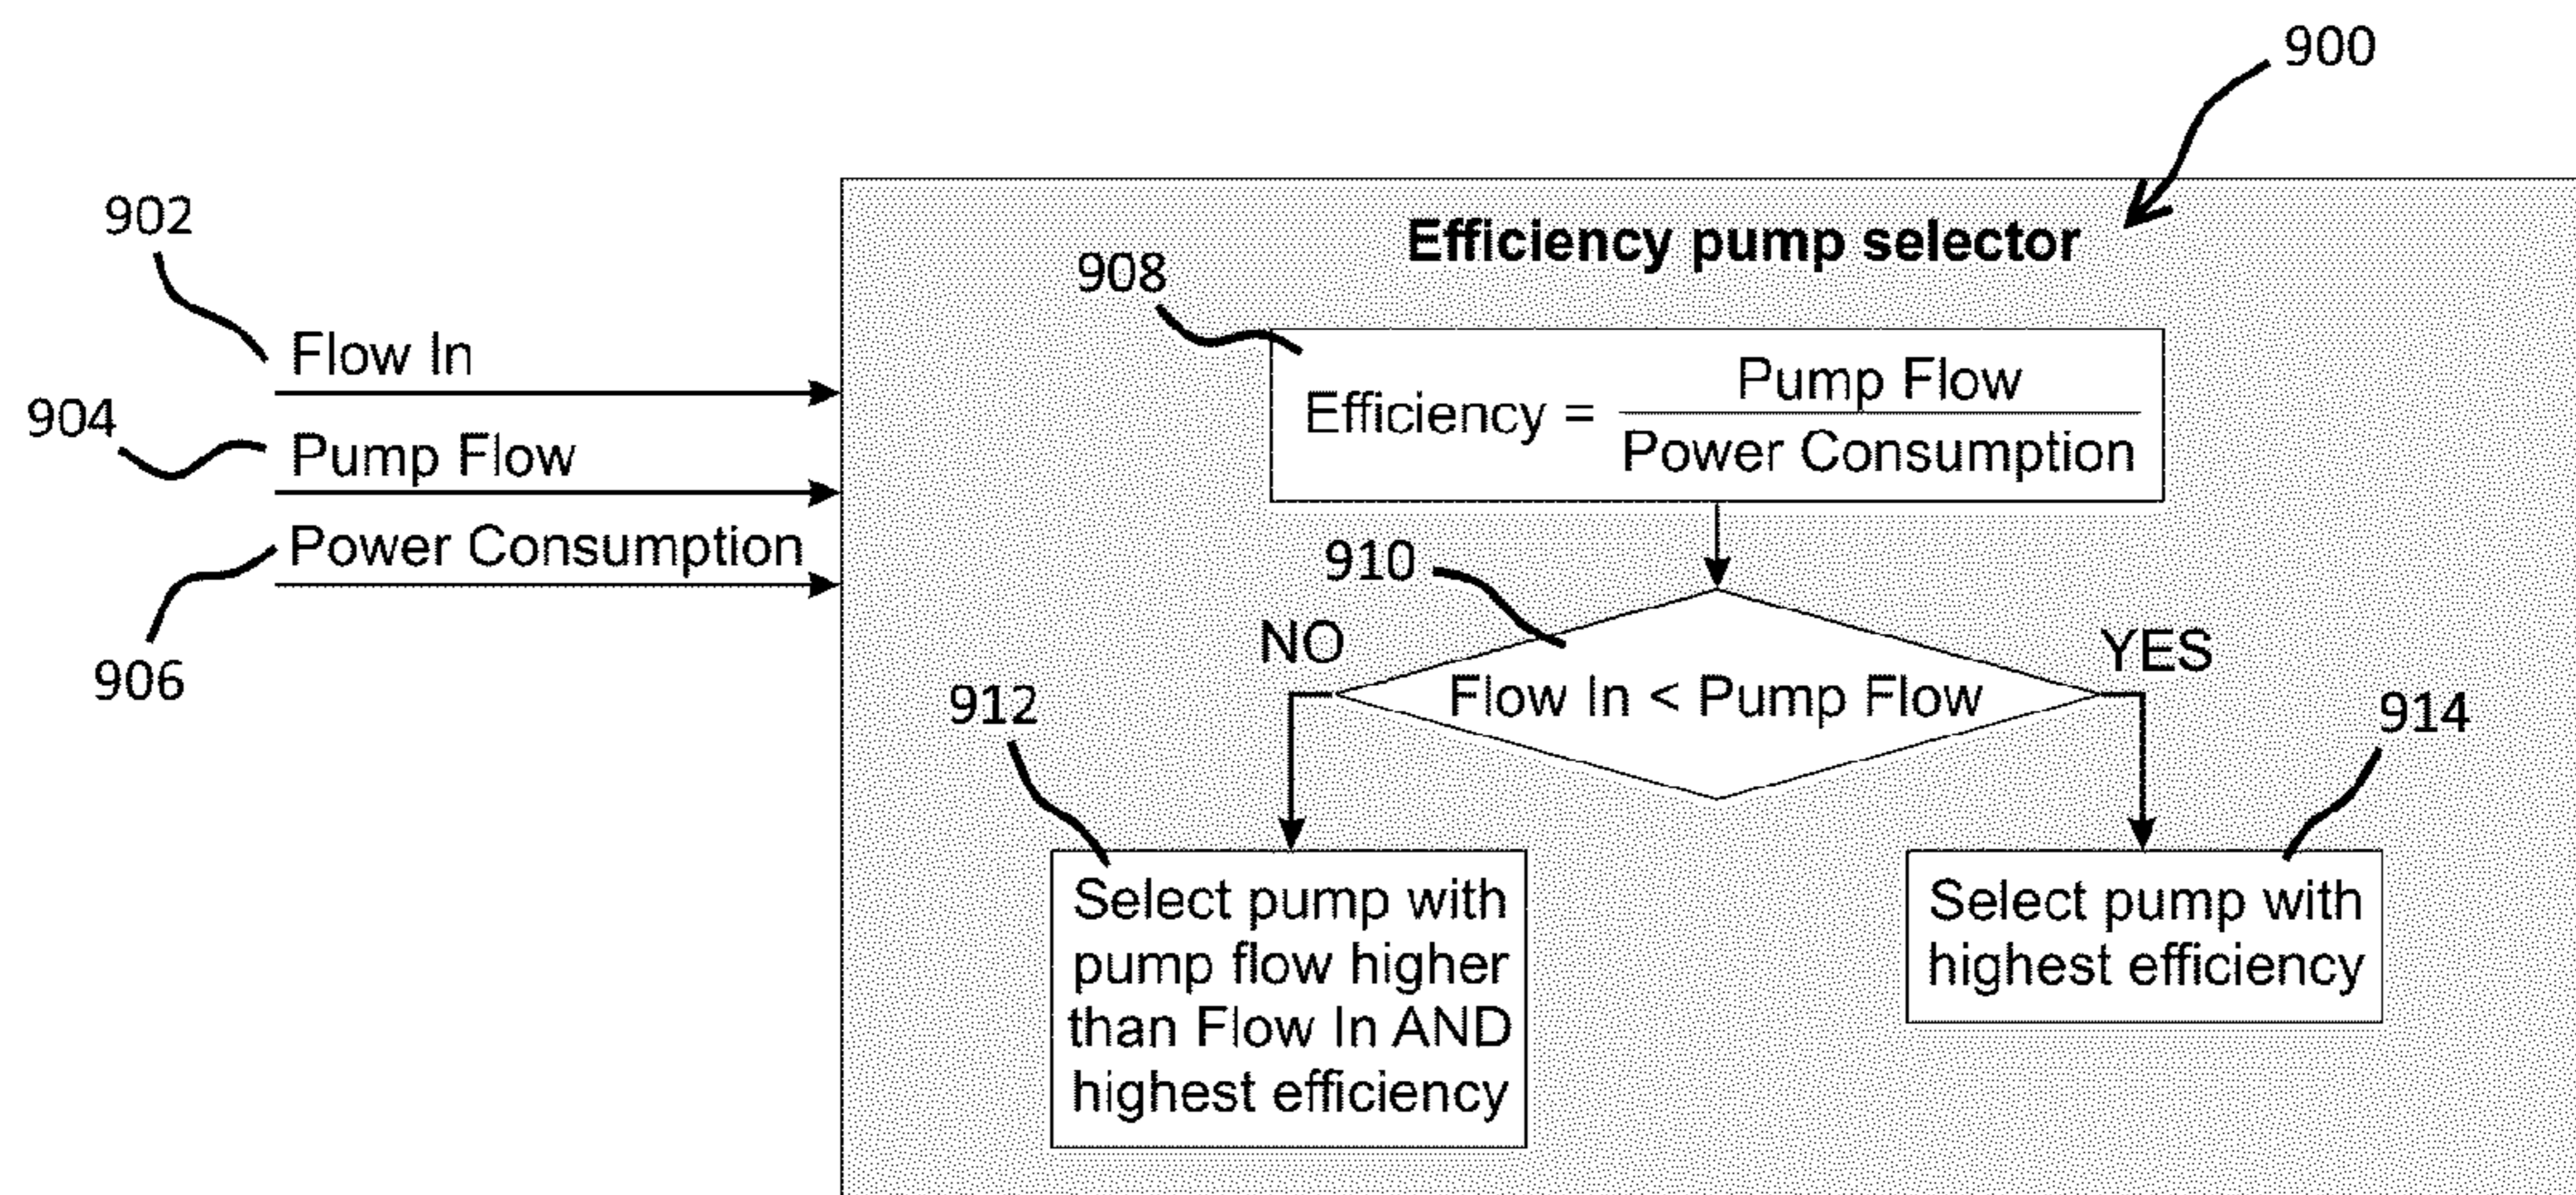 900
902
Efficiency pump selector
908
Flow In
Pump Flow
Efficiency =
Power Consumption
904
Pump Flow
Power Consumption
906
910
NO
YES
Flow In < Pump Flow
912
914
Select pump with
pump flow higher
than Flow In AND
highest efficiency
Select pump with
highest efficiency